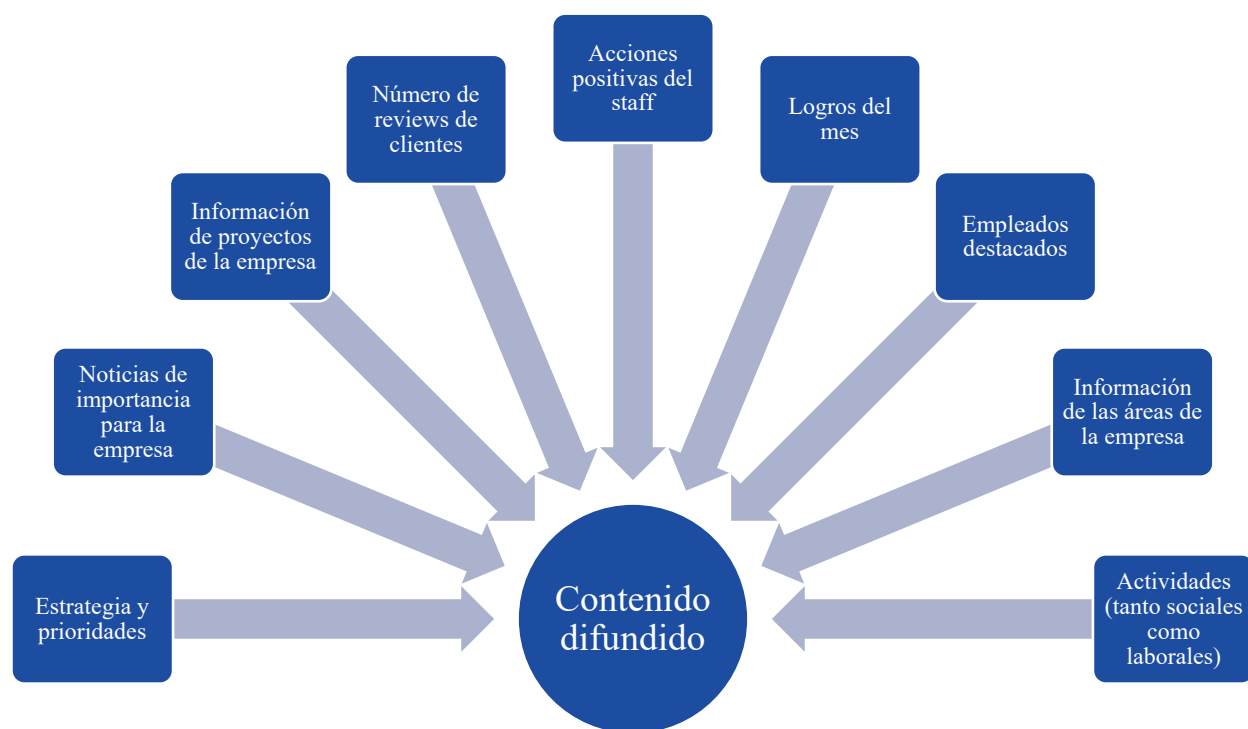 Estrategia y
prioridades
Noticias de
importancia
para la
empresa
Información
de proyectos
de la empresa
Número de
reviews de
clientes
Acciones
positivas del
staff
Logros del
mes
Empleados
destacados
Información
de las áreas de
la empresa
Actividades
(tanto sociales
como
laborales)
Contenido
difundido